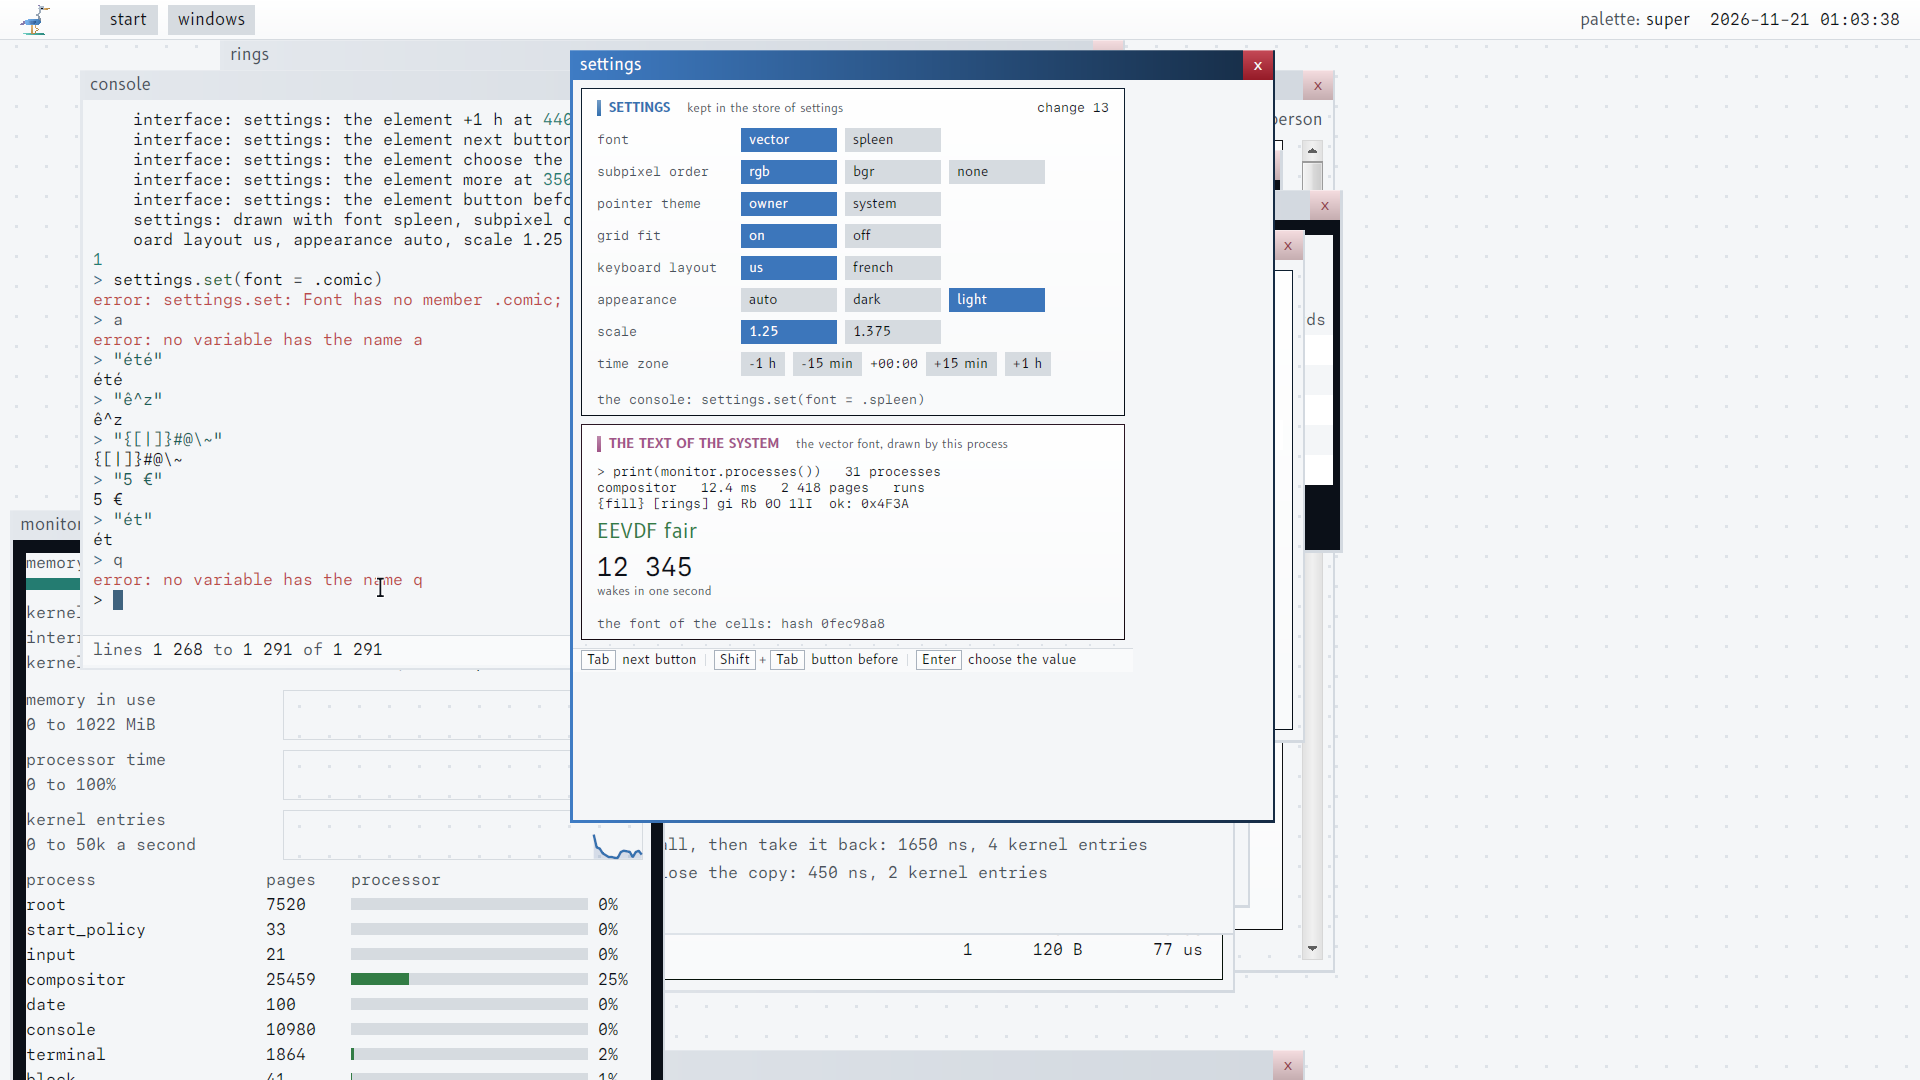 start windows palette: super 2026-11-21 01:03:38
rings
console
interface: settings: the element +1 h at 440
interface: settings: the element next button
interface: settings: the element choose the
interface: settings: the element more at 350
interface: settings: the element button befo
settings: drawn with font spleen, subpixel
oard layout us, appearance auto, scale 1.25
1
> settings.set(font = .comic)
error: settings.set: Font has no member .comic;
> a
error: no variable has the name a
> "été"
été
> "ê^z"
ê^z
> "{[|]}#@\~"
{[|]}#@\~
> "5 €"
5 €
> "ét"
ét
> q
error: no variable has the name q
>
lines 1 268 to 1 291 of 1 291
settings x
SETTINGS kept in the store of settings change 13
font vector spleen
subpixel order rgb bgr none
pointer theme owner system
grid fit on off
keyboard layout us french
appearance auto dark light
scale 1.25 1.375
time zone -1 h -15 min +00:00 +15 min +1 h
the console: settings.set(font = .spleen)
THE TEXT OF THE SYSTEM the vector font, drawn by this process
> print(monitor.processes()) 31 processes
compositor 12.4 ms 2 418 pages runs
{fill} [rings] gi Rb 0O 1lI ok: 0x4F3A
EEVDF fair
12 345
wakes in one second
the font of the cells: hash 0fec98a8
Tab next button Shift + Tab button before Enter choose the value
x
erson
x
x
ds
monitor
memory
kernel
inter
kernel
memory in use
0 to 1022 MiB
processor time
0 to 100%
kernel entries
0 to 50k a second
process pages processor
root 7520 0%
start_policy 33 0%
input 21 0%
compositor 25459 25%
date 100 0%
console 10980 0%
terminal 1864 2%
all, then take it back: 1650 ns, 4 kernel entries
lose the copy: 450 ns, 2 kernel entries
1 120 B 77 us
x